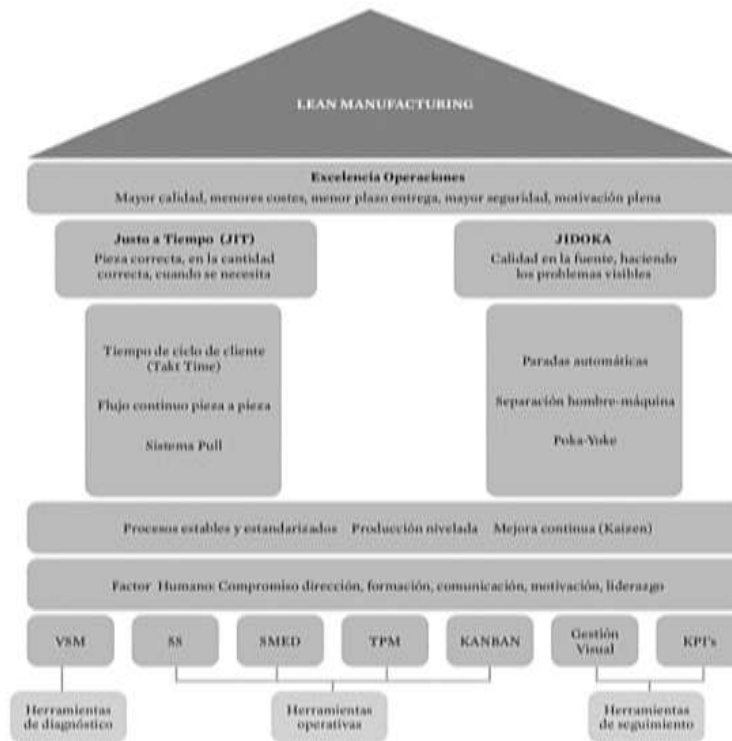 LEAN MANUFACTURING
Excelencia Operaciones
Mayor calidad, menores costes, menor plazo entrega, mayor seguridad, motivación plena
Justo a Tiempo (JIT)
Pieza correcta, en la cantidad
correcta, cuando se necesita
JIDOKA
Calidad en la fuente, haciendo
los problemas visibles
Tiempo de ciclo de cliente
(Takt Time)
Flujo continuo pieza a pieza
Sistema Pull
Paradas automáticas
Separación hombre-máquina
Poka-Yoke
Procesos estables y estandarizados Producción nivelada Mejora continua (Kaizen)
Factor Humano: Compromiso dirección, formación, comunicación, motivación, liderazgo
VSM
5S
SMED
TPM
KANBAN
Gestión
Visual
KPI's
Herramientas
de diagnóstico
Herramientas
operativas
Herramientas
de seguimiento